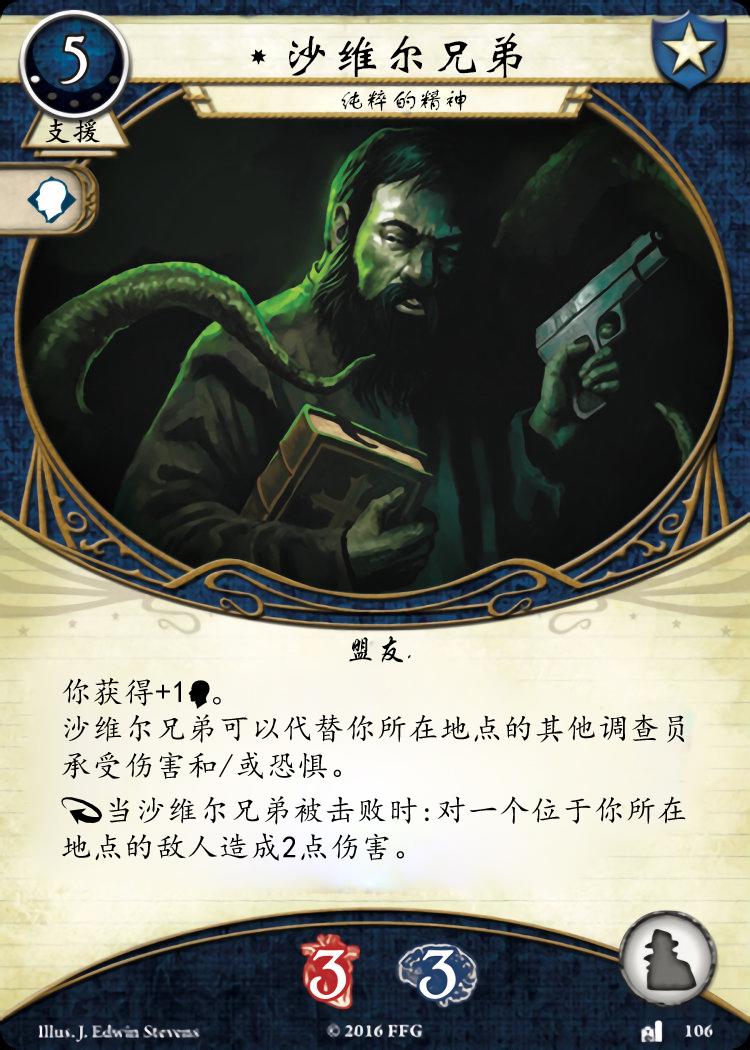 5
沙维尔兄弟
纯粹的精神
支援
盟友.
你获得+1。
沙维尔兄弟可以代替你所在地点的其他调查员
承受伤害和/或恐惧。
当沙维尔兄弟被击败时:对一个位于你所在
地点的敌人造成2点伤害。
3 3
Illus. J. Edwin Stevens © 2016 FFG 106